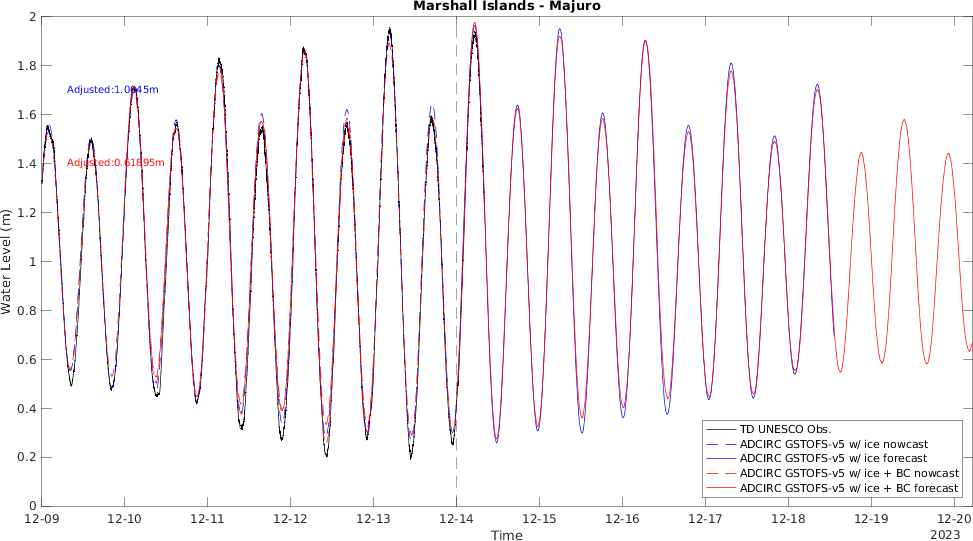 Marshall Islands - Majuro
2
1.8
1.6
1.4
1.2
1
0.8
0.6
0.4
0.2
0
Water Level (m)
Adjusted:1.0845m
Adjusted:0.61895m
TD UNESCO Obs.
ADCIRC GSTOFS-v5 w/ ice nowcast
ADCIRC GSTOFS-v5 w/ ice forecast
ADCIRC GSTOFS-v5 w/ ice + BC nowcast
ADCIRC GSTOFS-v5 w/ ice + BC forecast
12-09 12-10 12-11 12-12 12-13 12-14 12-15 12-16 12-17 12-18 12-19 12-20
Time
2023